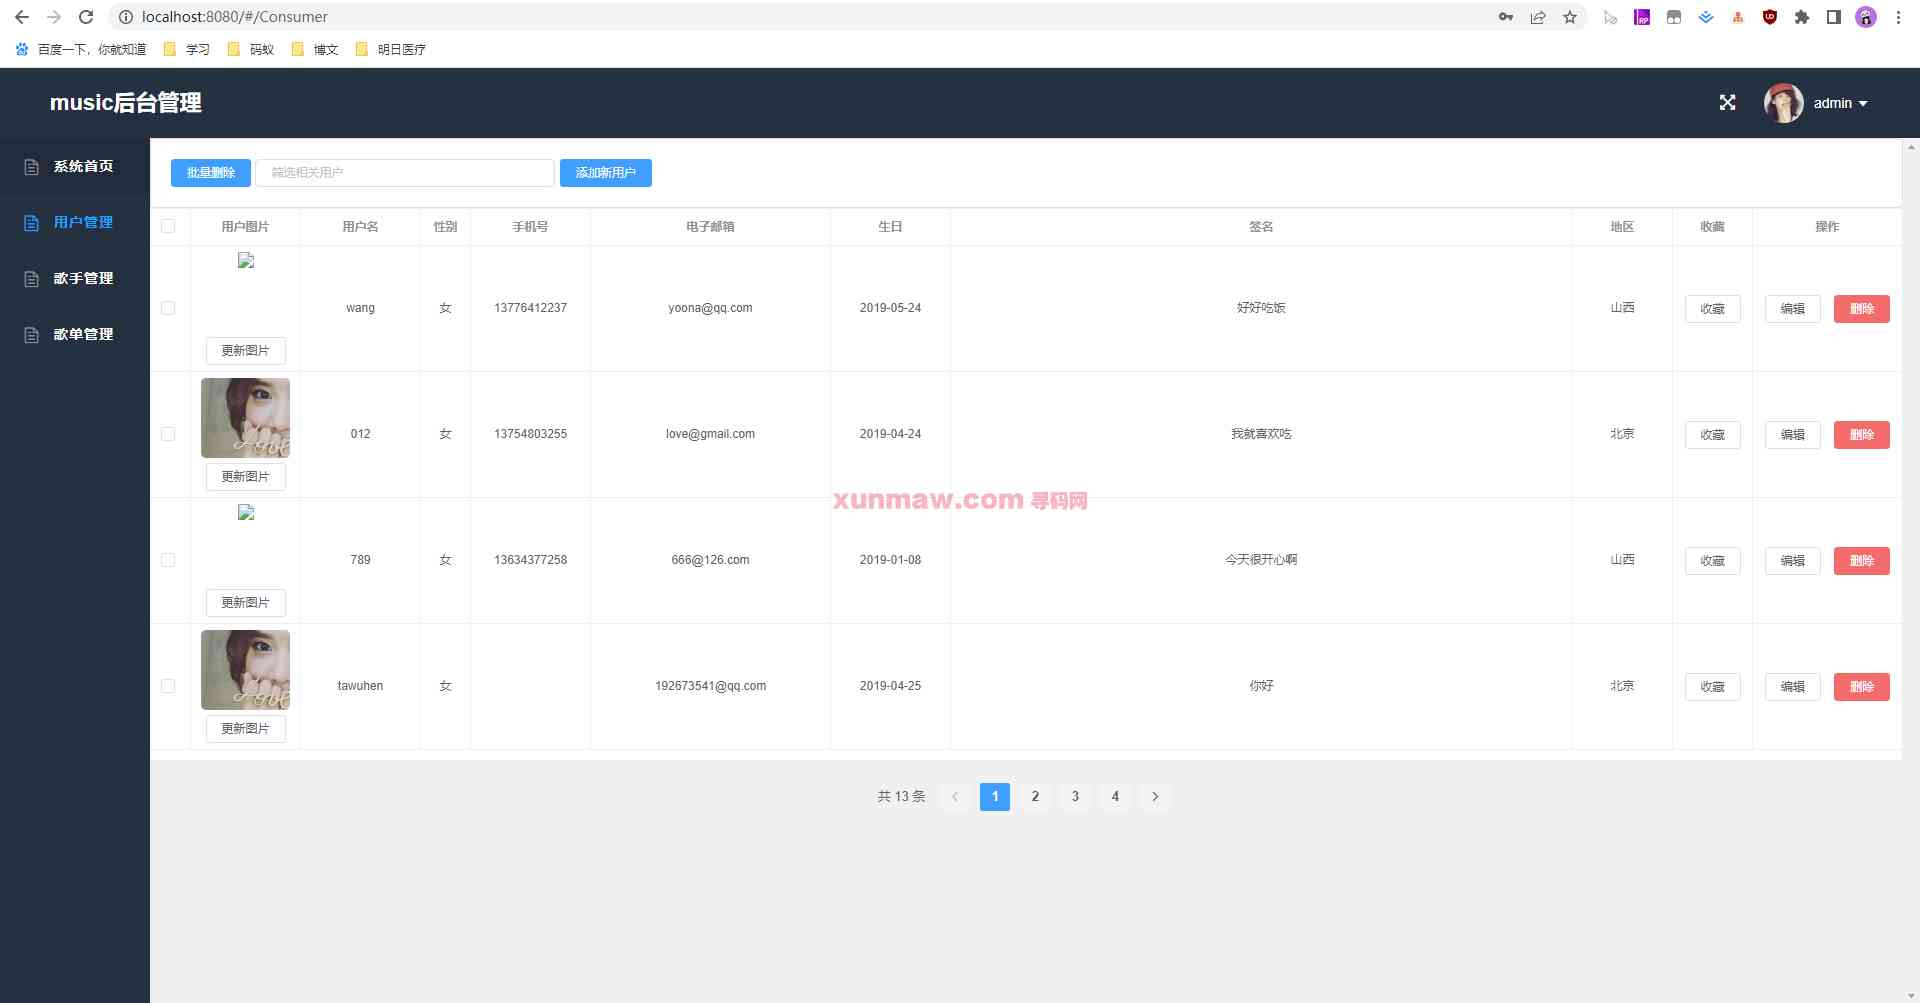 localhost:8080/#/Consumer
百度一下，你就知道 学习 码蚁 博文 明日医疗
music后台管理
admin
系统首页
用户管理
歌手管理
歌单管理
批量删除 筛选相关用户 添加新用户
用户图片 用户名 性别 手机号 电子邮箱 生日 签名 地区 收藏 操作
wang 女 13776412237 yoona@qq.com 2019-05-24 好好吃饭 山西 收藏 编辑 删除
更新图片
012 女 13754803255 love@gmail.com 2019-04-24 我就喜欢吃 北京 收藏 编辑 删除
更新图片
xunmaw.com 寻码网
789 女 13634377258 666@126.com 2019-01-08 今天很开心啊 山西 收藏 编辑 删除
更新图片
tawuhen 女 192673541@qq.com 2019-04-25 你好 北京 收藏 编辑 删除
更新图片
共 13 条 1 2 3 4